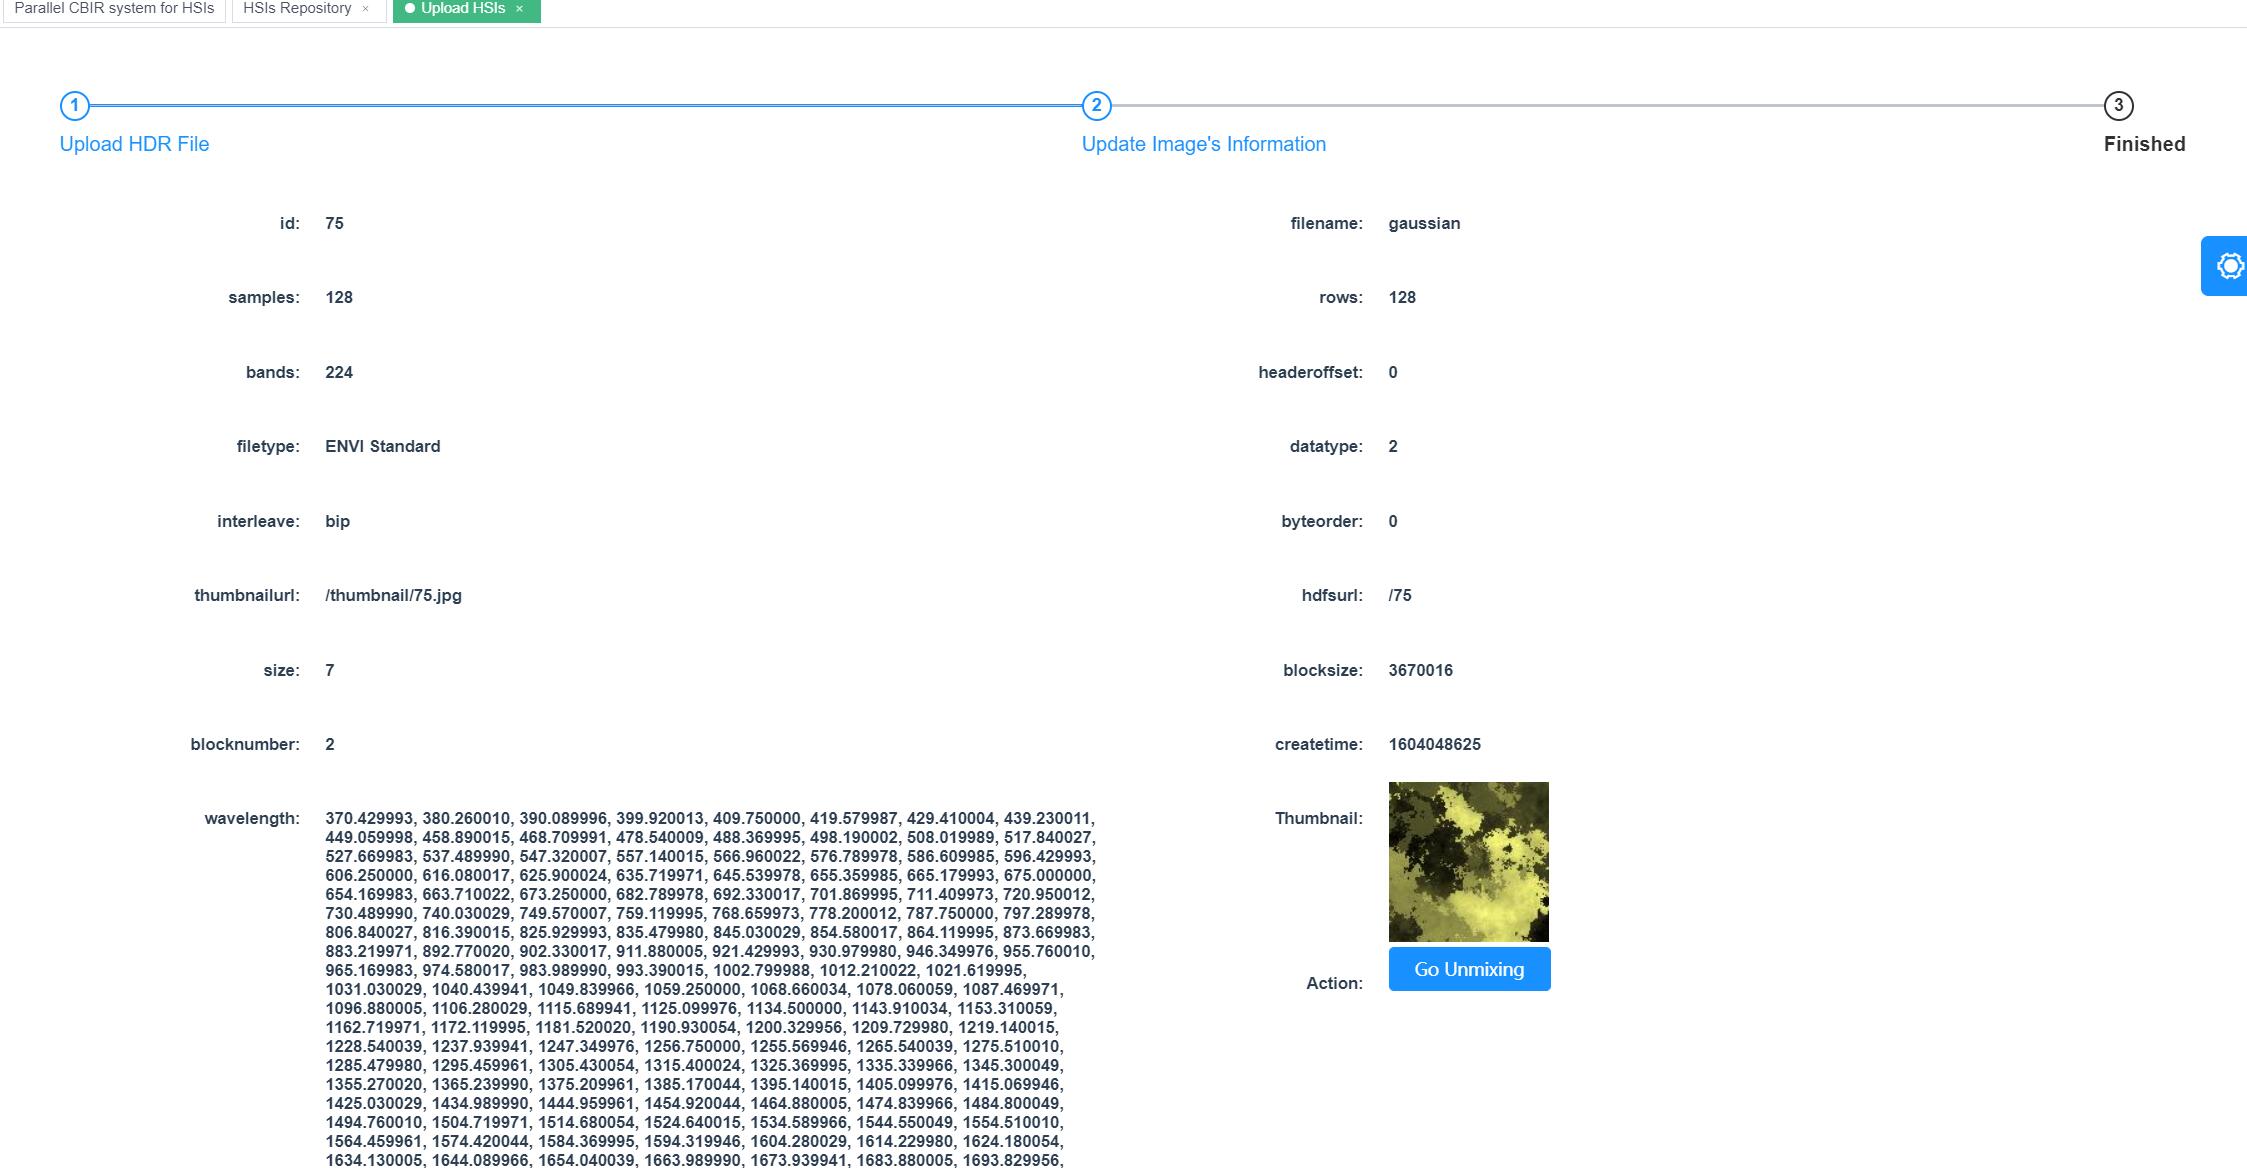 Parallel CBIR system for HSIs
HSIs Repository ×
Upload HSIs ×
1
2
3
Upload HDR File
Update Image's Information
Finished
id: 75
filename: gaussian
samples: 128
rows: 128
bands: 224
headeroffset: 0
filetype: ENVI Standard
datatype: 2
interleave: bip
byteorder: 0
thumbnailurl: /thumbnail/75.jpg
hdfsurl: /75
size: 7
blocksize: 3670016
blocknumber: 2
createtime: 1604048625
wavelength: 370.429993, 380.260010, 390.089996, 399.920013, 409.750000, 419.579987, 429.410004, 439.230011,
449.059998, 458.890015, 468.709991, 478.540009, 488.369995, 498.190002, 508.019989, 517.840027,
527.669983, 537.489990, 547.320007, 557.140015, 566.960022, 576.789978, 586.609985, 596.429993,
606.250000, 616.080017, 625.900024, 635.719971, 645.539978, 655.359985, 665.179993, 675.000000,
654.169983, 663.710022, 673.250000, 682.789978, 692.330017, 701.869995, 711.409973, 720.950012,
730.489990, 740.030029, 749.570007, 759.119995, 768.659973, 778.200012, 787.750000, 797.289978,
806.840027, 816.390015, 825.929993, 835.479980, 845.030029, 854.580017, 864.119995, 873.669983,
883.219971, 892.770020, 902.330017, 911.880005, 921.429993, 930.979980, 946.349976, 955.760010,
965.169983, 974.580017, 983.989990, 993.390015, 1002.799988, 1012.210022, 1021.619995,
1031.030029, 1040.439941, 1049.839966, 1059.250000, 1068.660034, 1078.060059, 1087.469971,
1096.880005, 1106.280029, 1115.689941, 1125.099976, 1134.500000, 1143.910034, 1153.310059,
1162.719971, 1172.119995, 1181.520020, 1190.930054, 1200.329956, 1209.729980, 1219.140015,
1228.540039, 1237.939941, 1247.349976, 1256.750000, 1255.569946, 1265.540039, 1275.510010,
1285.479980, 1295.459961, 1305.430054, 1315.400024, 1325.369995, 1335.339966, 1345.300049,
1355.270020, 1365.239990, 1375.209961, 1385.170044, 1395.140015, 1405.099976, 1415.069946,
1425.030029, 1434.989990, 1444.959961, 1454.920044, 1464.880005, 1474.839966, 1484.800049,
1494.760010, 1504.719971, 1514.680054, 1524.640015, 1534.589966, 1544.550049, 1554.510010,
1564.459961, 1574.420044, 1584.369995, 1594.319946, 1604.280029, 1614.229980, 1624.180054,
1634.130005, 1644.089966, 1654.040039, 1663.989990, 1673.939941, 1683.880005, 1693.829956,
Thumbnail:
Action: Go Unmixing